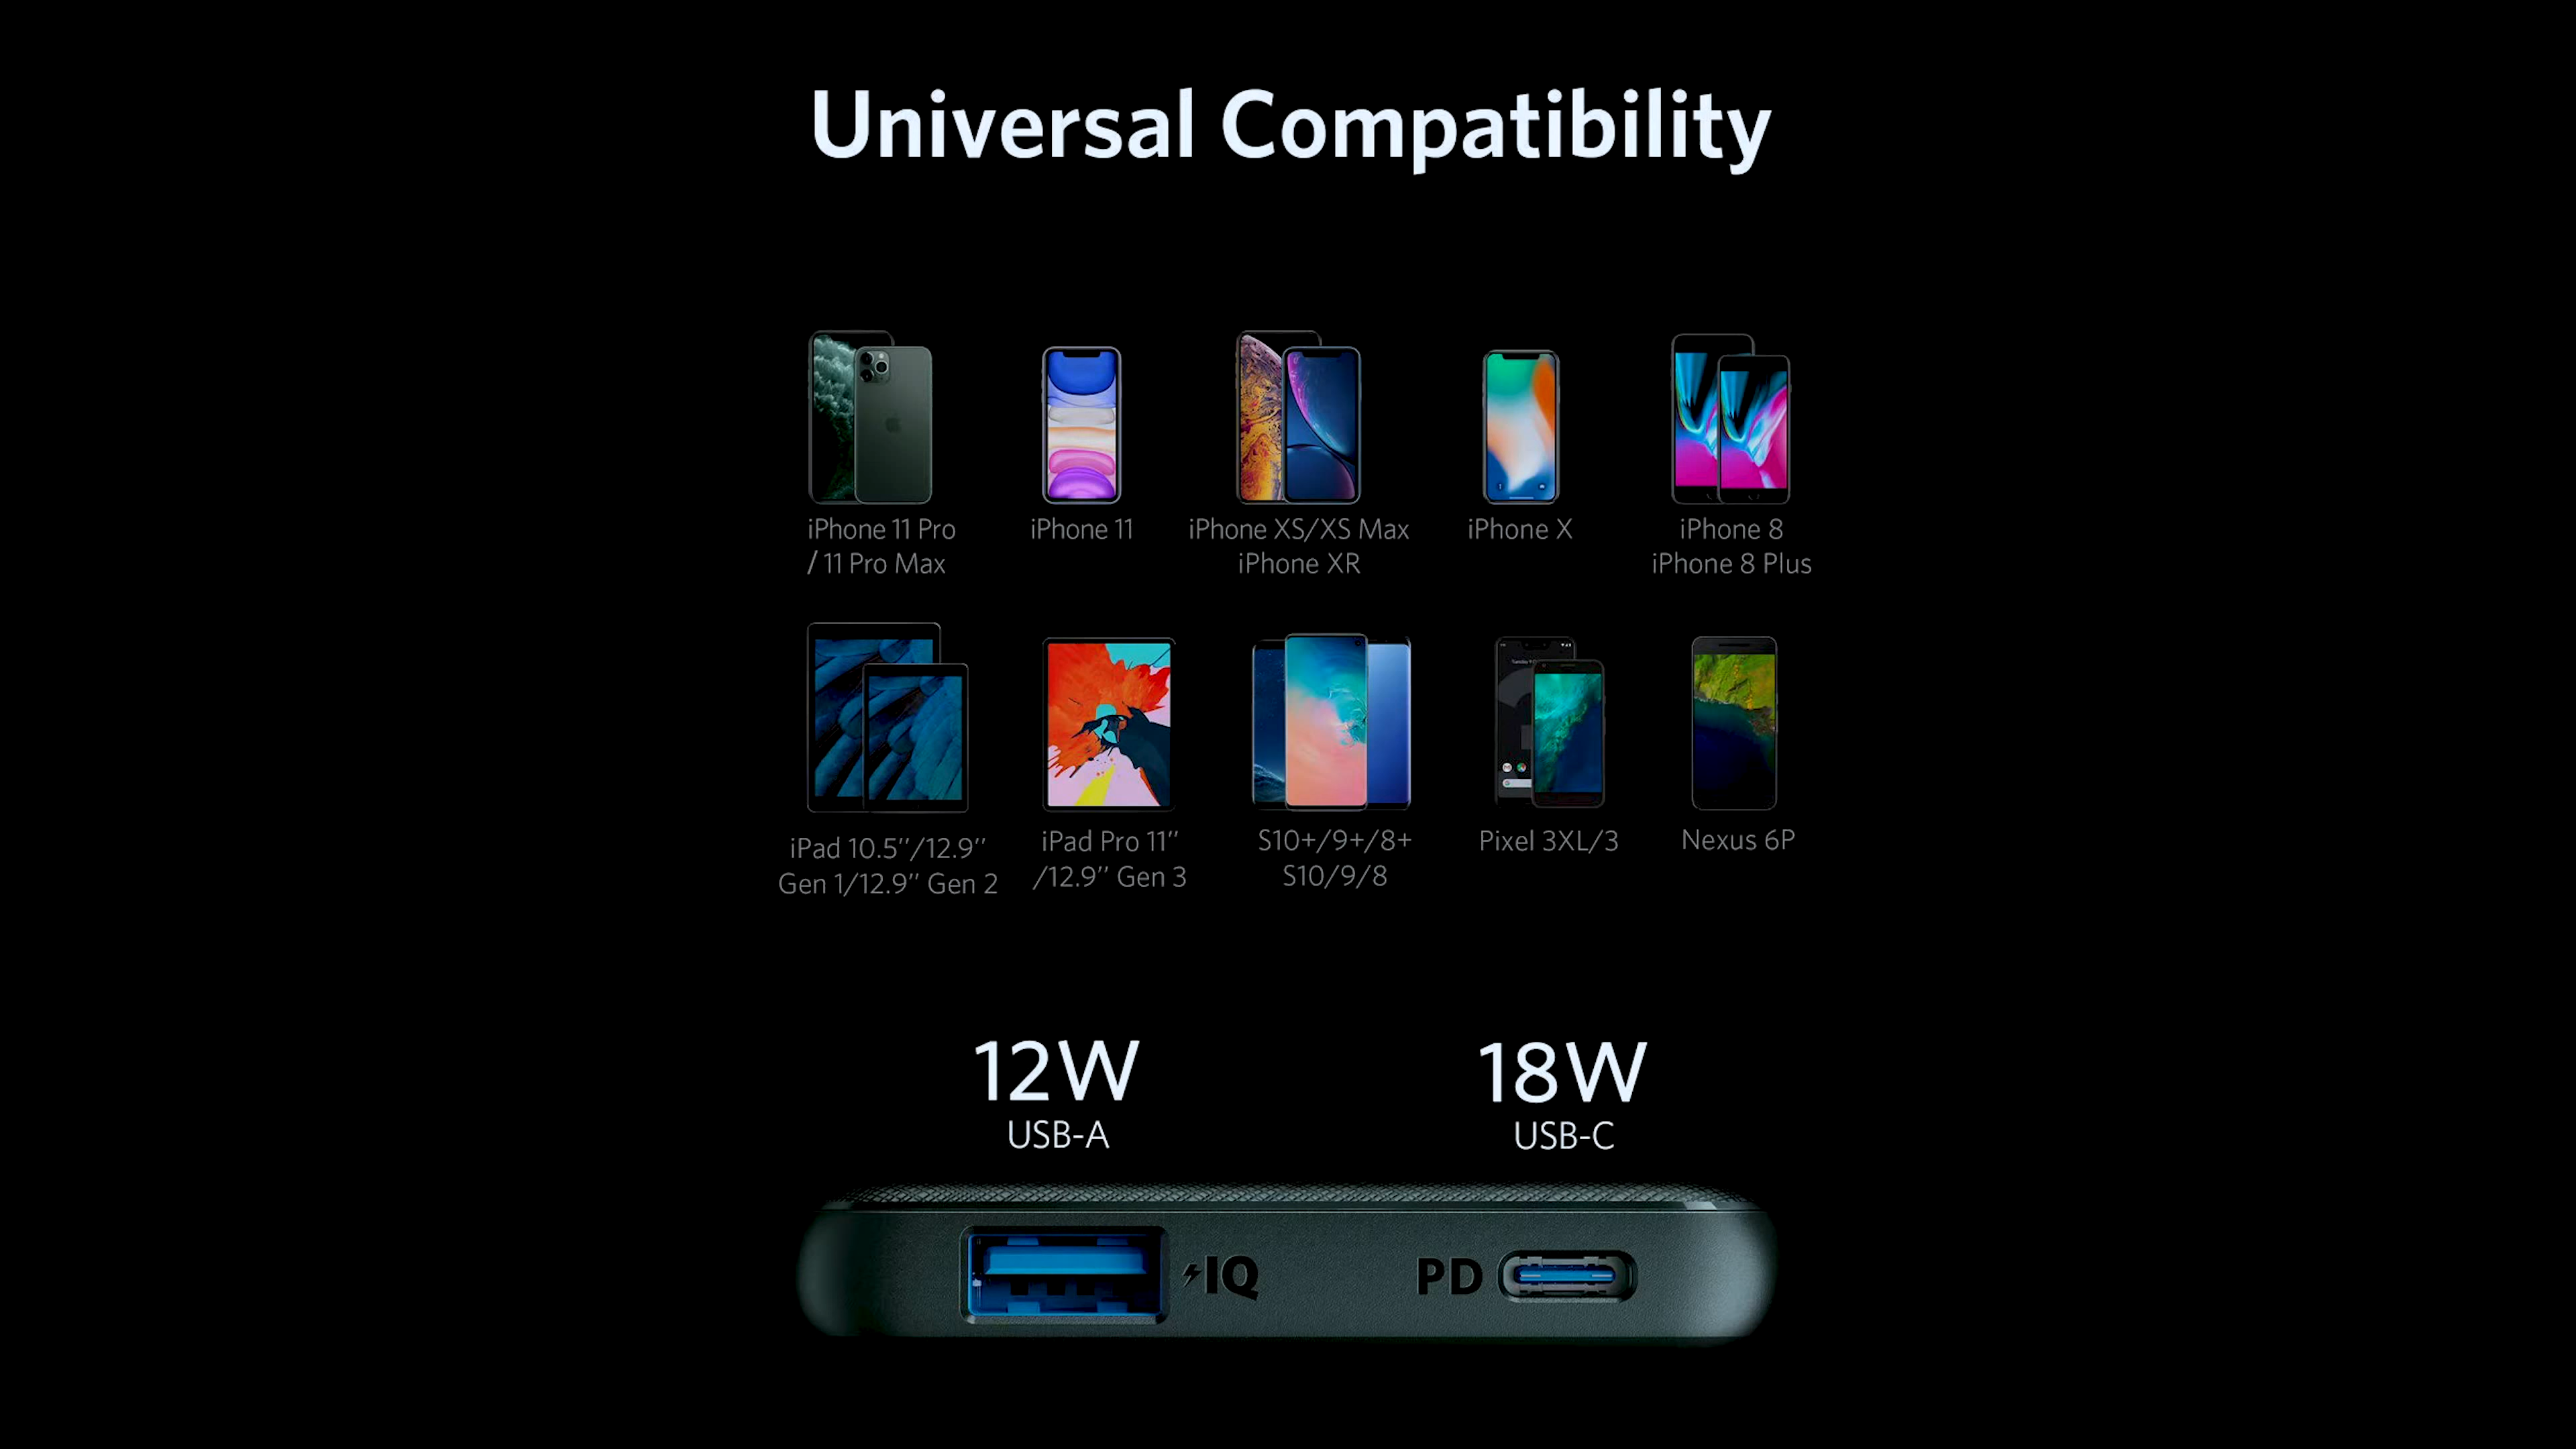 Universal Compatibility
iPhone 11 Pro
/ 11 Pro Max
iPhone 11
iPhone XS/XS Max
iPhone XR
iPhone X
iPhone 8
iPhone 8 Plus
iPad 10.5″/12.9″
Gen 1/12.9″ Gen 2
iPad Pro 11″
/12.9″ Gen 3
S10+/9+/8+
S10/9/8
Pixel 3XL/3
Nexus 6P
12W
USB-A
18W
USB-C
IQ
PD